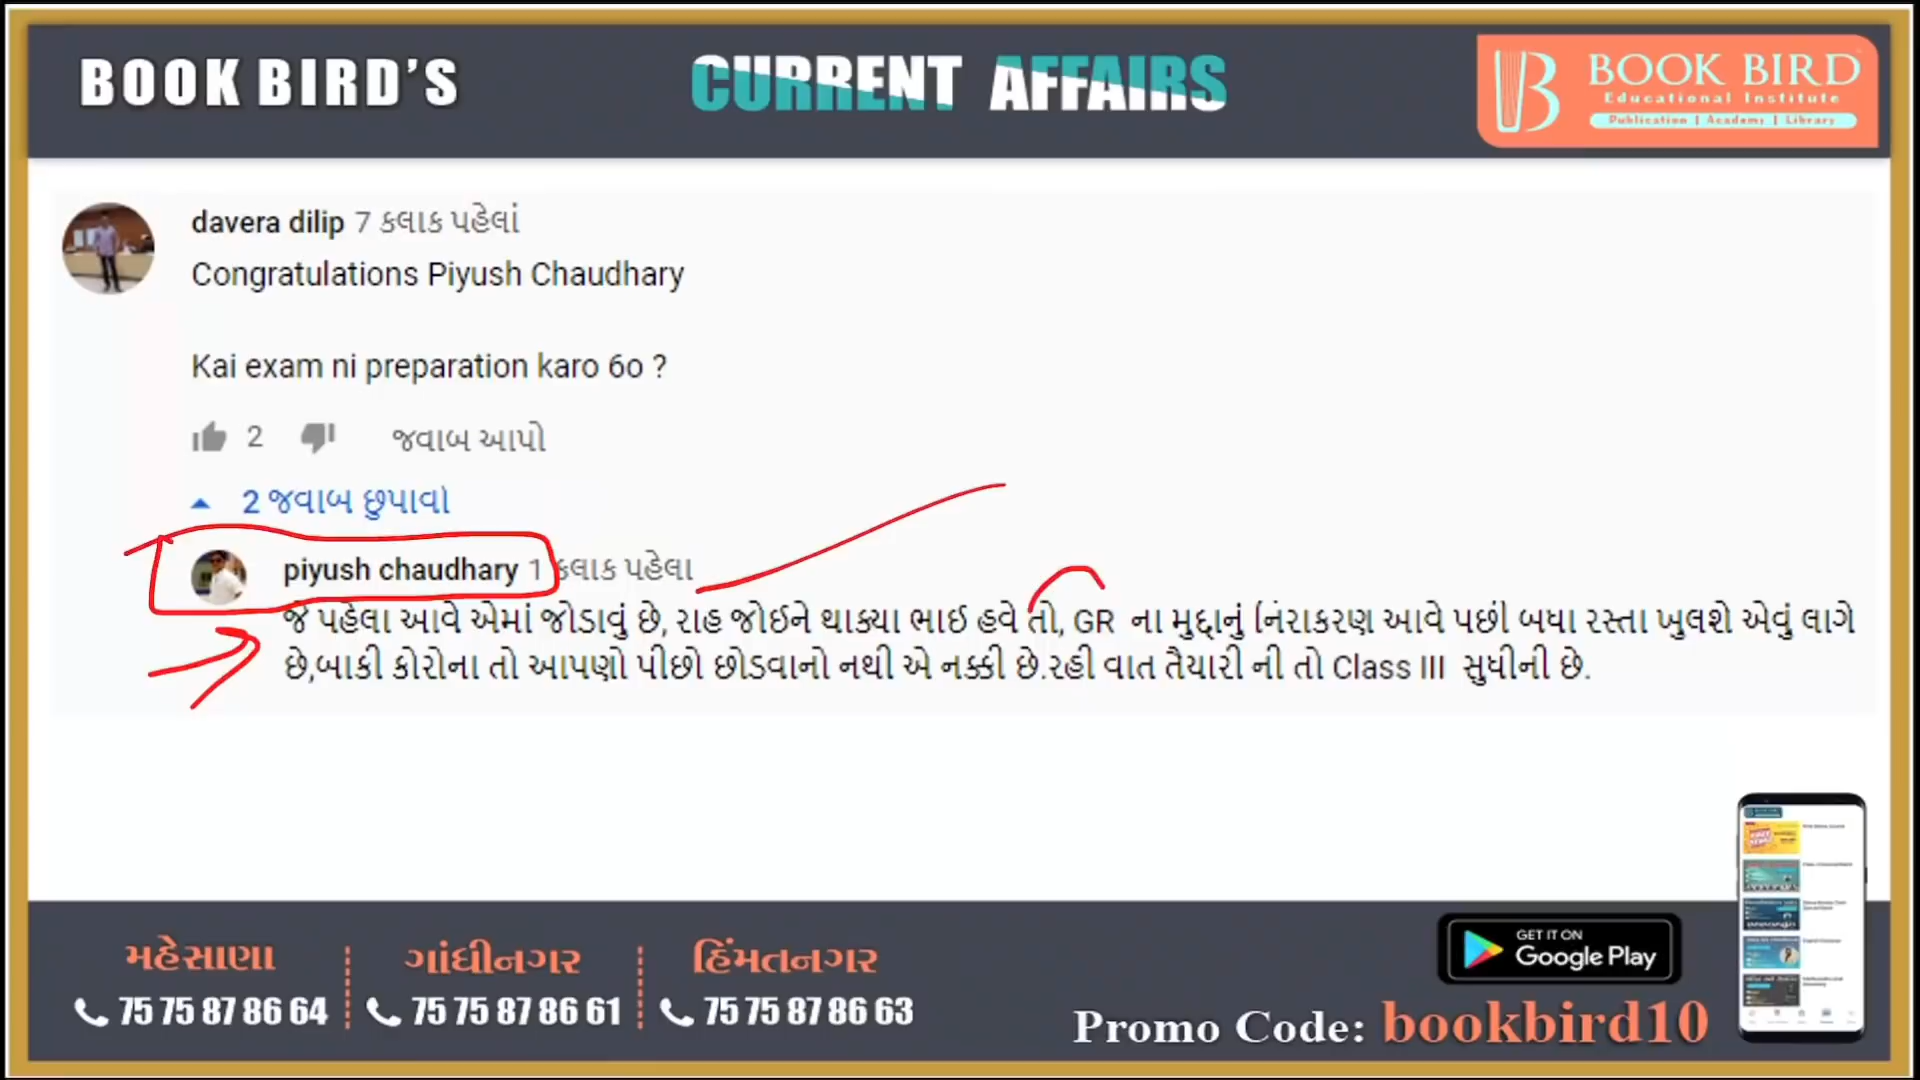 BOOK BIRD'S
CURRENT AFFAIRS
BOOK BIRD
Educational Institute
Publication | Academy | Library
davera dilip 7 કલાક પહેલાં
Congratulations Piyush Chaudhary
Kai exam ni preparation karo 6o ?
2 જવાબ આપો
2 જવાબ છુપાવો
piyush chaudhary 1 કલાક પહેલા
જે પહેલા આવે એમાં જોડાવું છે, રાહ જોઈને થાક્યા ભાઈ હવે તો, GR ના મુદ્દાનું નિરાકરણ આવે પછી બધા રસ્તા ખુલશે એવું લાગે
છે,બાકી કોરોના તો આપણો પીછો છોડવાનો નથી એ નક્કી છે.રહી વાત તૈયારી ની તો Class III સુધીની છે.
મહેસાણા
75 75 87 86 64
ગાંધીનગર
75 75 87 86 61
હિંમતનગર
75 75 87 86 63
GET IT ON
Google Play
Promo Code: bookbird10